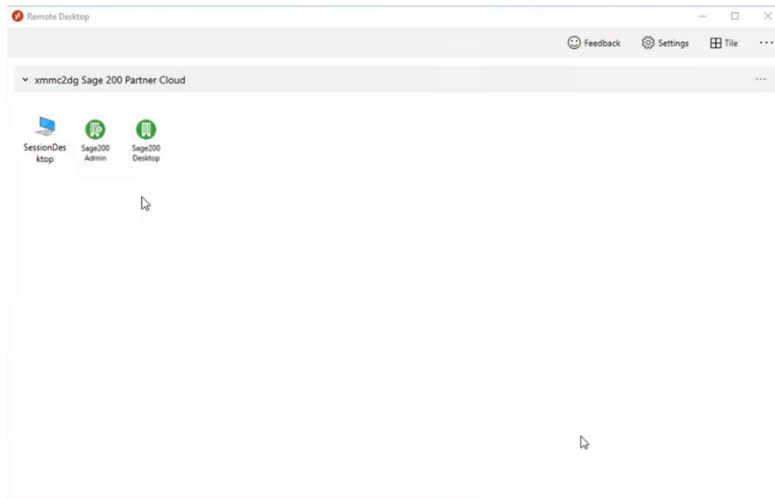 Remote Desktop
Feedback
Settings
Tile
xmmc2dg Sage 200 Partner Cloud
SessionDes
ktop
Sage200
Admin
Sage200
Desktop